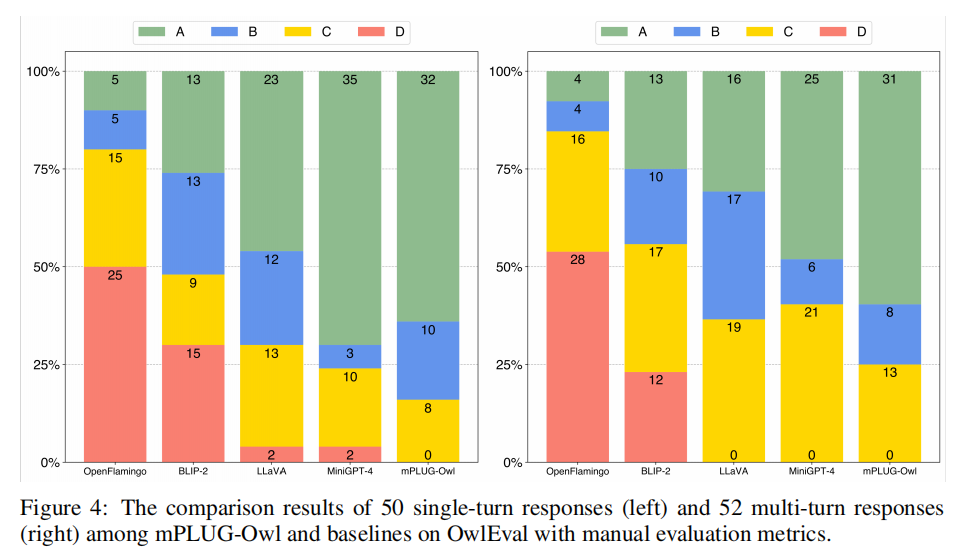 A B C D
100% 5 13 23 35 32
5
15 13
75%
12
50% 25
9
10
25% 15 13 3
10
8
0% 2 2 0
OpenFlamingo BLIP-2 LLaVA MiniGPT-4 mPLUG-Owl
A B C D
100% 4 13 16 25 31
4
16
75% 10
17
50% 28 17 6
8
19 21
25% 12 13
0% 0 0 0
OpenFlamingo BLIP-2 LLaVA MiniGPT-4 mPLUG-Owl
Figure 4: The comparison results of 50 single-turn responses (left) and 52 multi-turn responses
(right) among mPLUG-Owl and baselines on OwlEval with manual evaluation metrics.